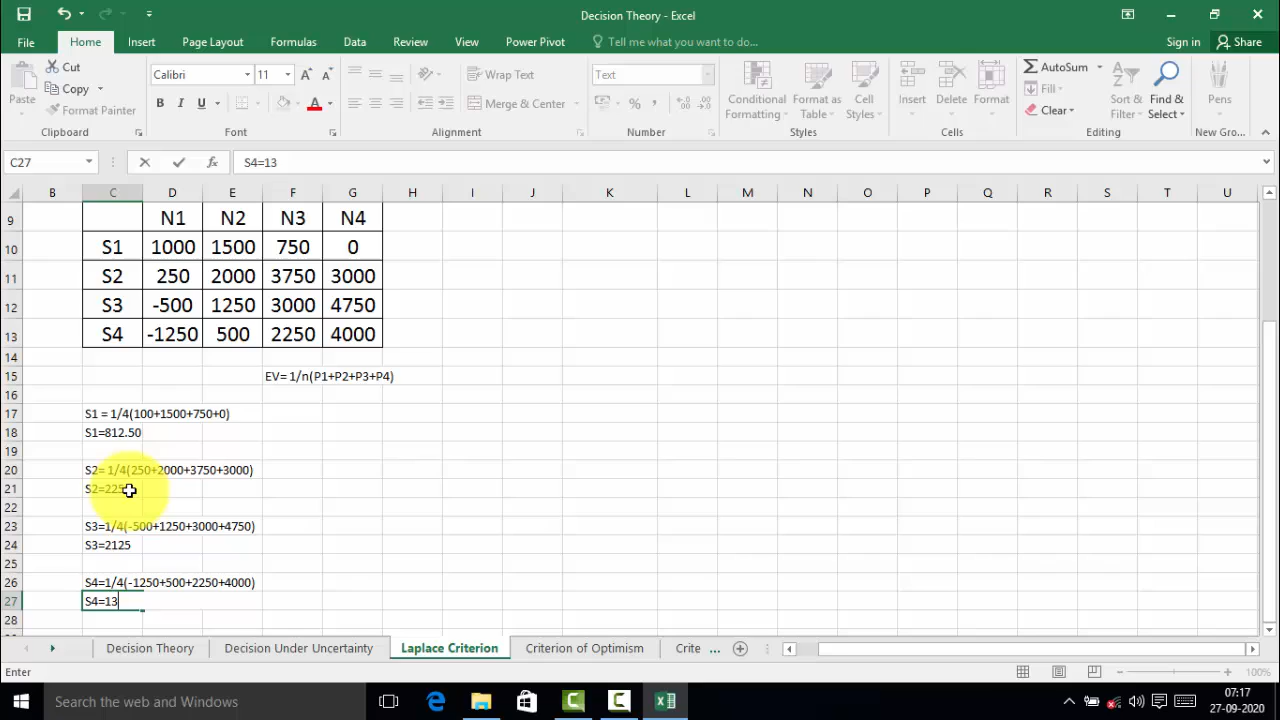 Decision Theory - Excel
File Home Insert Page Layout Formulas Data Review View Power Pivot Tell me what you want to do... Sign in Share
Paste Cut Copy Format Painter Clipboard
Calibri 11 A A B I U A Font
Wrap Text Merge & Center Alignment
Text % , Number
Conditional Formatting Format as Table Cell Styles Styles
Insert Delete Format Cells
AutoSum Fill Clear Sort & Filter Find & Select Editing
Pens New Gro...
C27 fx S4=13
B C D E F G H I J K L M N O P Q R S T U
9 N1 N2 N3 N4
10 S1 1000 1500 750 0
11 S2 250 2000 3750 3000
12 S3 -500 1250 3000 4750
13 S4 -1250 500 2250 4000
14
15 EV= 1/n(P1+P2+P3+P4)
16
17 S1 = 1/4(100+1500+750+0)
18 S1=812.50
19
20 S2= 1/4(250+2000+3750+3000)
21
22
23 S3=1/4(-500+1250+3000+4750)
24 S3=2125
25
26 S4=1/4(-1250+500+2250+4000)
27 S4=13
28
Decision Theory Decision Under Uncertainty Laplace Criterion Criterion of Optimism Crite ...
Enter 100%
Search the web and Windows 07:17
27-09-2020